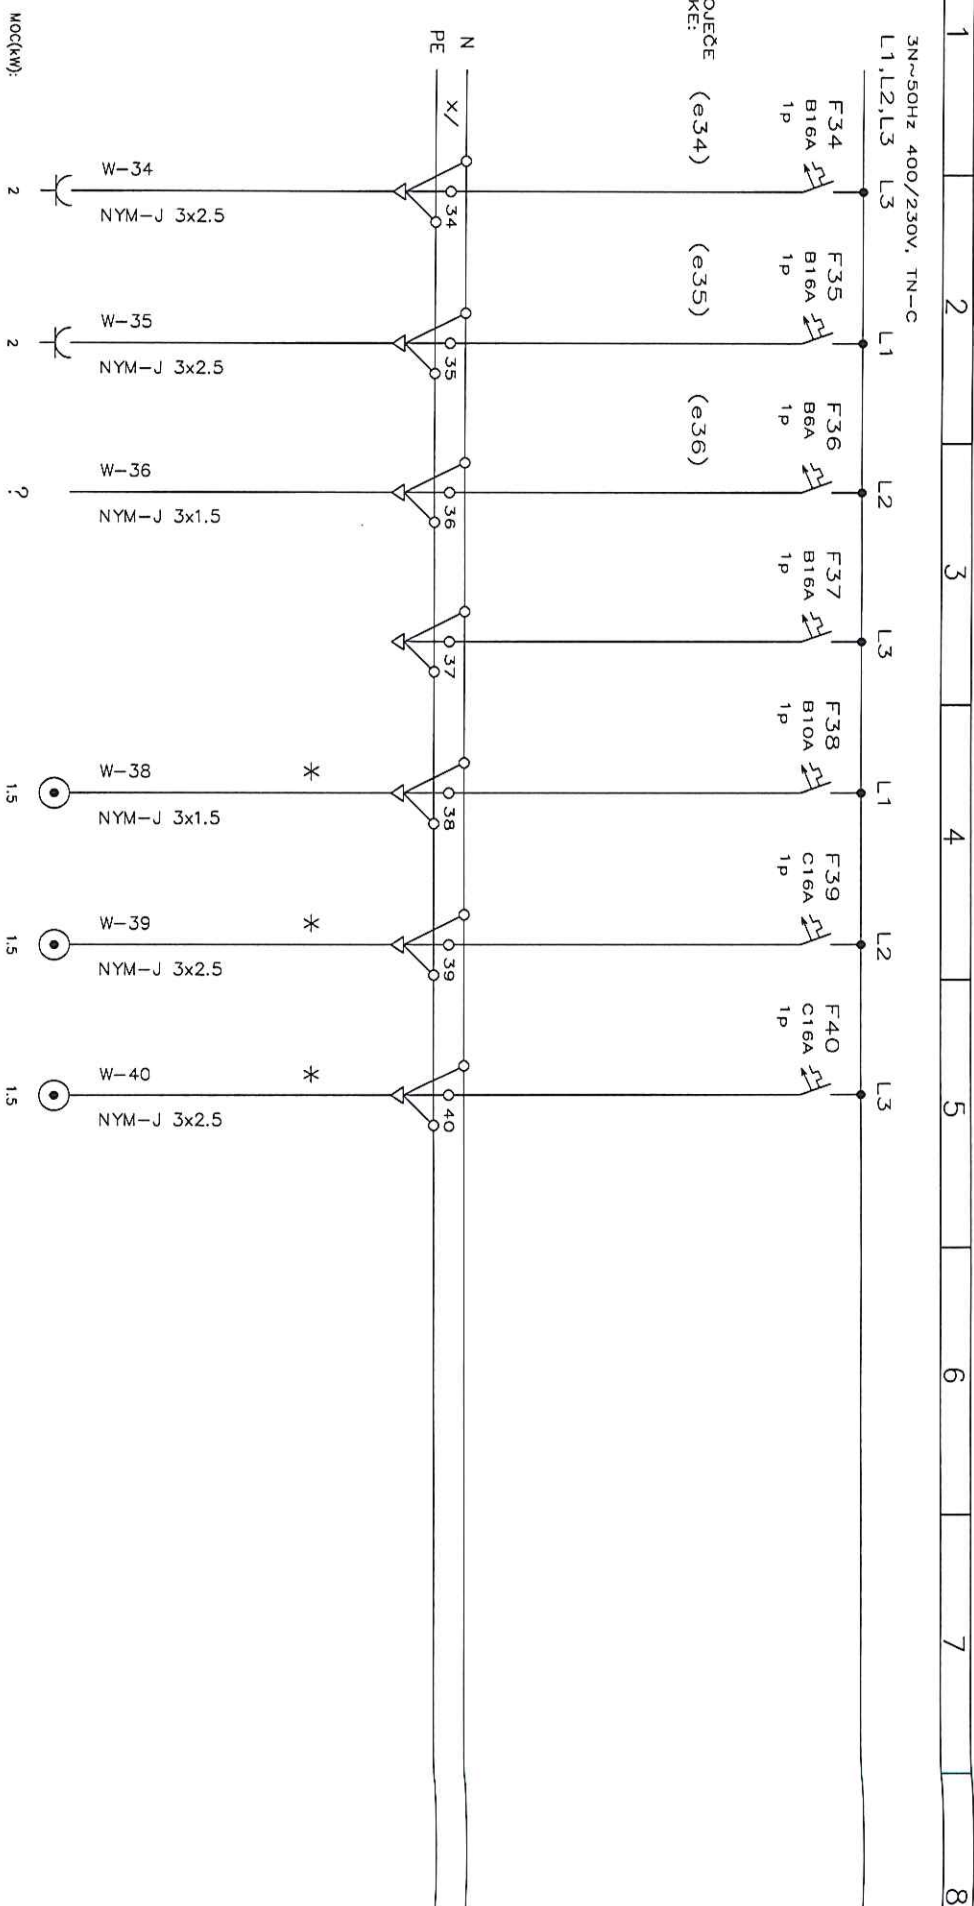 1 2 3 4 5 6 7 8
3N~50Hz 400/230V, TN-C
L1,L2,L3
L3 L1 L2 L3 L1 L2 L3
F34 F35 F36 F37 F38 F39 F40
B16A B16A B6A B16A B10A C16A C16A
1p 1p 1p 1p 1p 1p 1p
OJEČE
KE:
(e34) (e35) (e36)
N
X/ 34 35 36 37 38 39 40
PE
* * *
W-34 W-35 W-36 W-38 W-39 W-40
NYM-J 3x2.5 NYM-J 3x2.5 NYM-J 3x1.5 NYM-J 3x1.5 NYM-J 3x2.5 NYM-J 3x2.5
MOC(kW): 2 2 ? 1.5 1.5 1.5